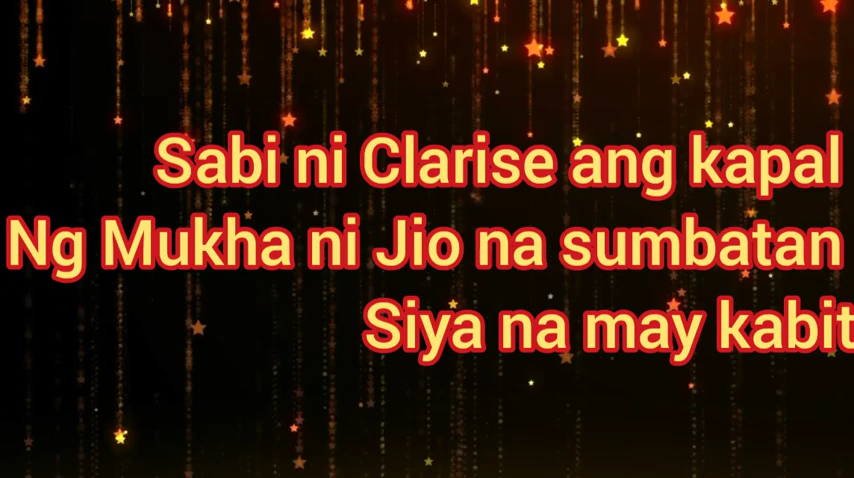 Sabi ni Clarise ang kapal
Ng Mukha ni Jio na sumbatan
Siya na may kabit